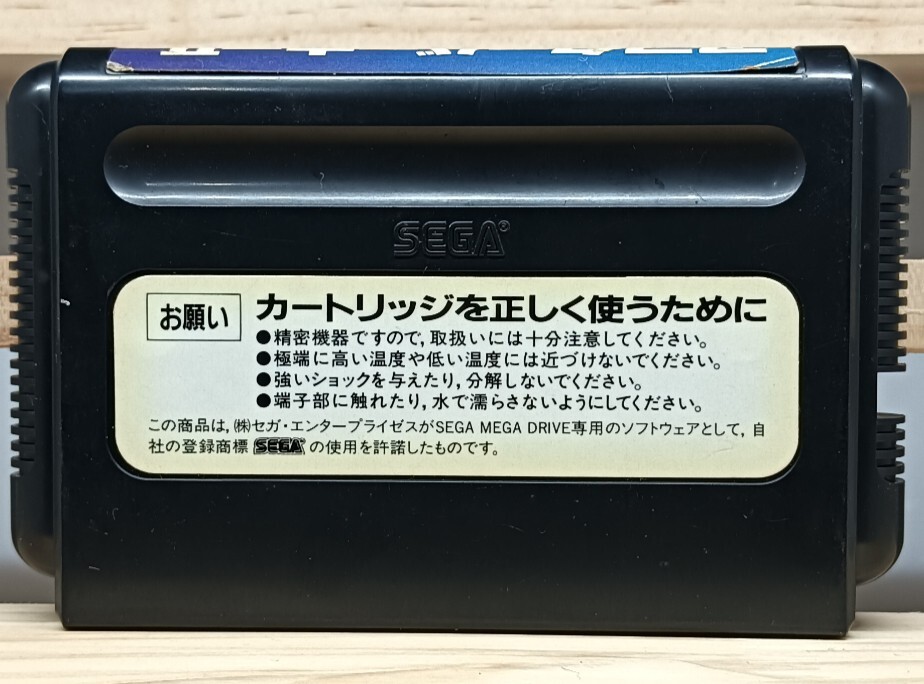 SEGA®
お願い
カートリッジを正しく使うために
●精密機器ですので,取扱いには十分注意してください。
●極端に高い温度や低い温度には近づけないでください。
●強いショックを与えたり,分解しないでください。
●端子部に触れたり,水で濡らさないようにしてください。
この商品は,㈱セガ・エンタープライゼスがSEGA MEGA DRIVE専用のソフトウェアとして,自
社の登録商標 SEGA の使用を許諾したものです。